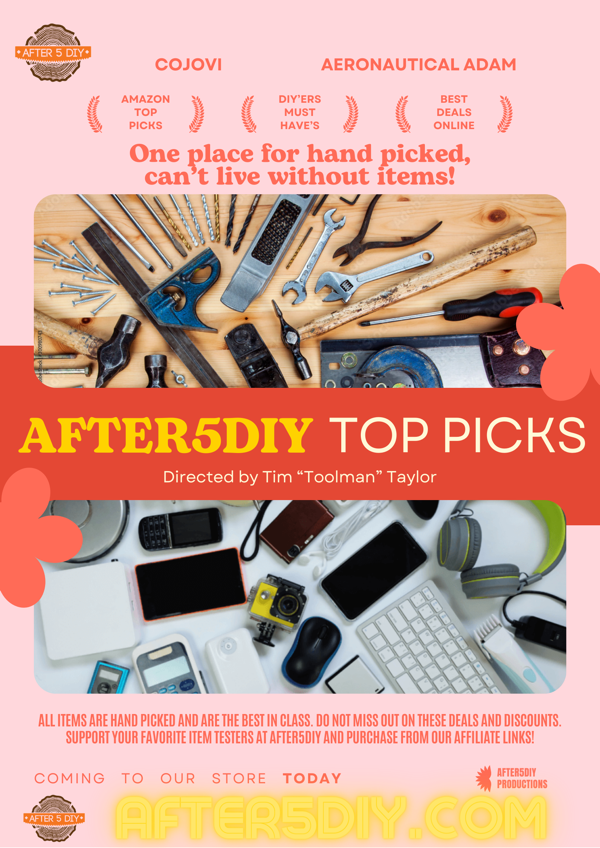 AFTER 5 DIY
COJOVI
AERONAUTICAL ADAM
AMAZON
TOP
PICKS
DIY'ERS
MUST
HAVE'S
BEST
DEALS
ONLINE
One place for hand picked,
can't live without items!
AFTER5DIY TOP PICKS
Directed by Tim “Toolman” Taylor
ALL ITEMS ARE HAND PICKED AND ARE THE BEST IN CLASS. DO NOT MISS OUT ON THESE DEALS AND DISCOUNTS.
SUPPORT YOUR FAVORITE ITEM TESTERS AT AFTER5DIY AND PURCHASE FROM OUR AFFILIATE LINKS!
COMING TO OUR STORE TODAY
AFTER5DIY
PRODUCTIONS
AFTER 5 DIY
AFTER5DIY.COM